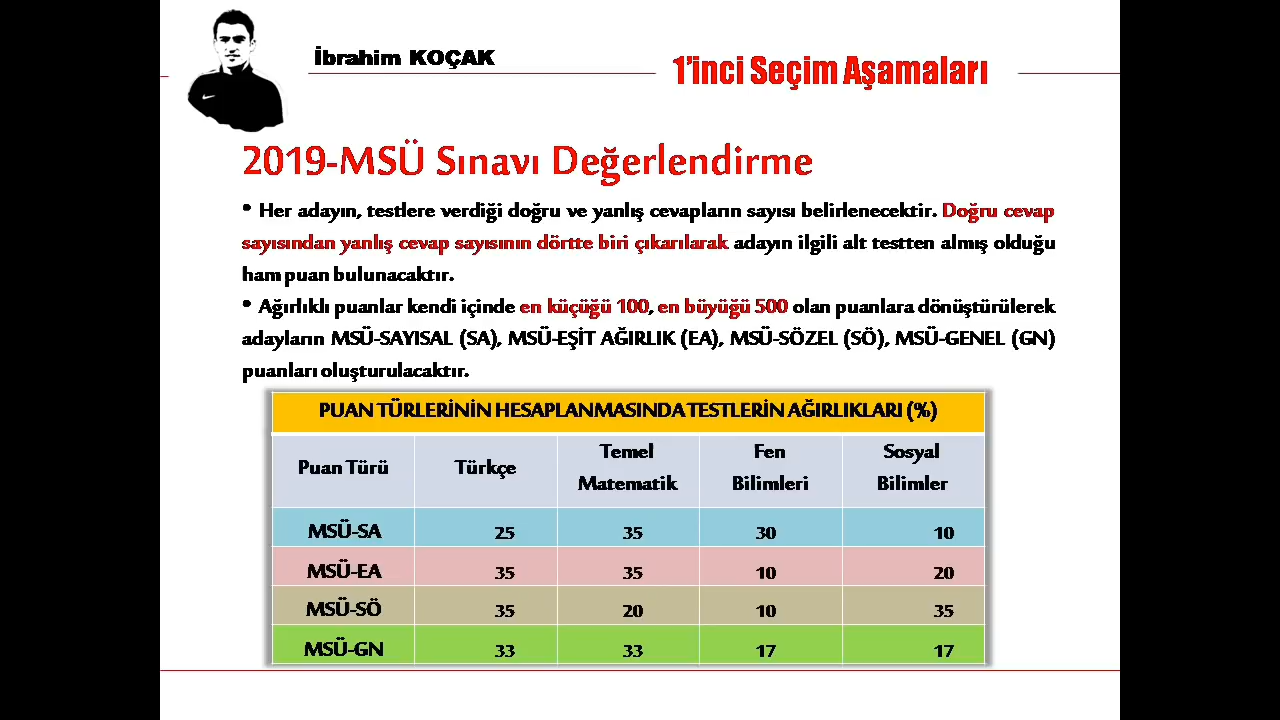 İbrahim KOÇAK
1'inci Seçim Aşamaları
2019-MSÜ Sınavı Değerlendirme
• Her adayın, testlere verdiği doğru ve yanlış cevapların sayısı belirlenecektir. Doğru cevap
sayısından yanlış cevap sayısının dörtte biri çıkarılarak adayın ilgili alt testten almış olduğu
ham puan bulunacaktır.
• Ağırlıklı puanlar kendi içinde en küçüğü 100, en büyüğü 500 olan puanlara dönüştürülerek
adayların MSÜ-SAYISAL (SA), MSÜ-EŞİT AĞIRLIK (EA), MSÜ-SÖZEL (SÖ), MSÜ-GENEL (GN)
puanları oluşturulacaktır.
PUAN TÜRLERİNİN HESAPLANMASINDA TESTLERİN AĞIRLIKLARI (%)
Puan Türü Türkçe Temel Matematik Fen Bilimleri Sosyal Bilimler
MSÜ-SA 25 35 30 10
MSÜ-EA 35 35 10 20
MSÜ-SÖ 35 20 10 35
MSÜ-GN 33 33 17 17